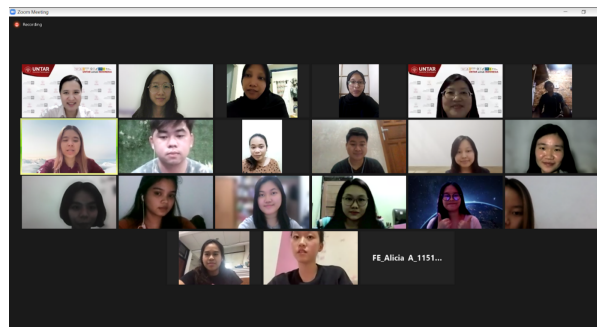 Zoom Meeting
Recording
UNTAR
UNTAR
FE_Alicia A_1151...